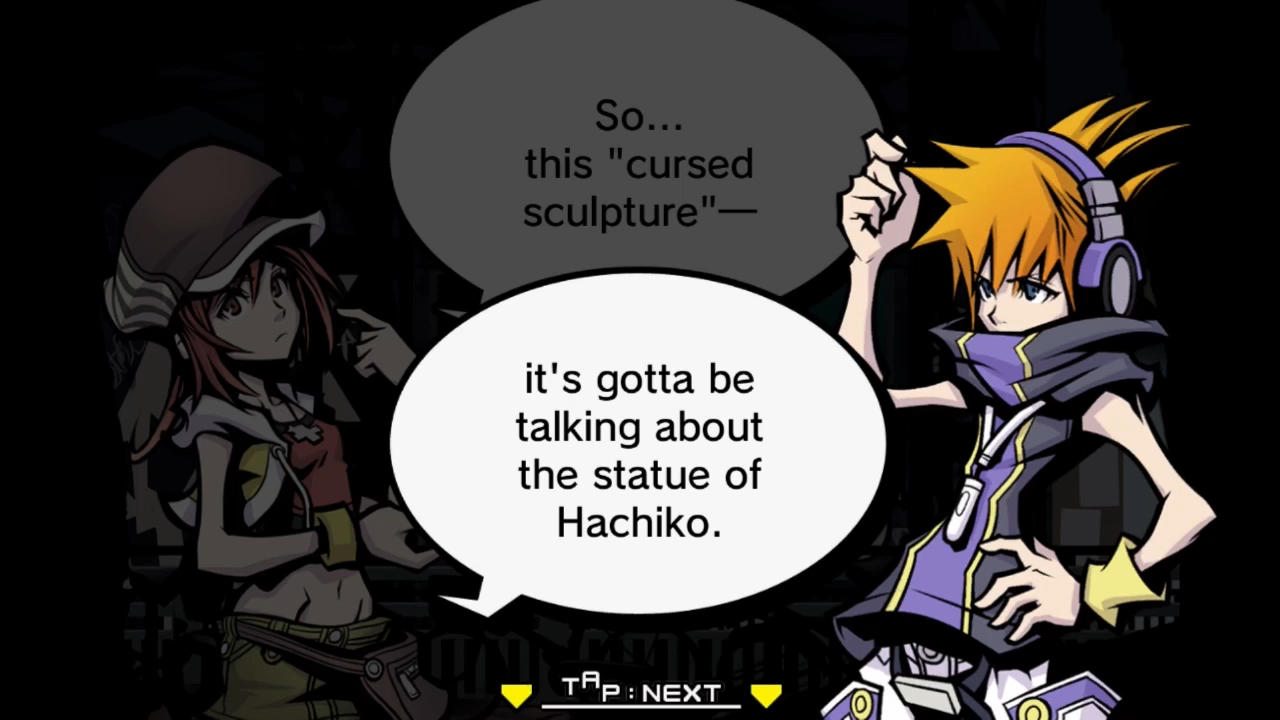 So...
this "cursed
sculpture"—
it's gotta be
talking about
the statue of
Hachiko.
TAP: NEXT